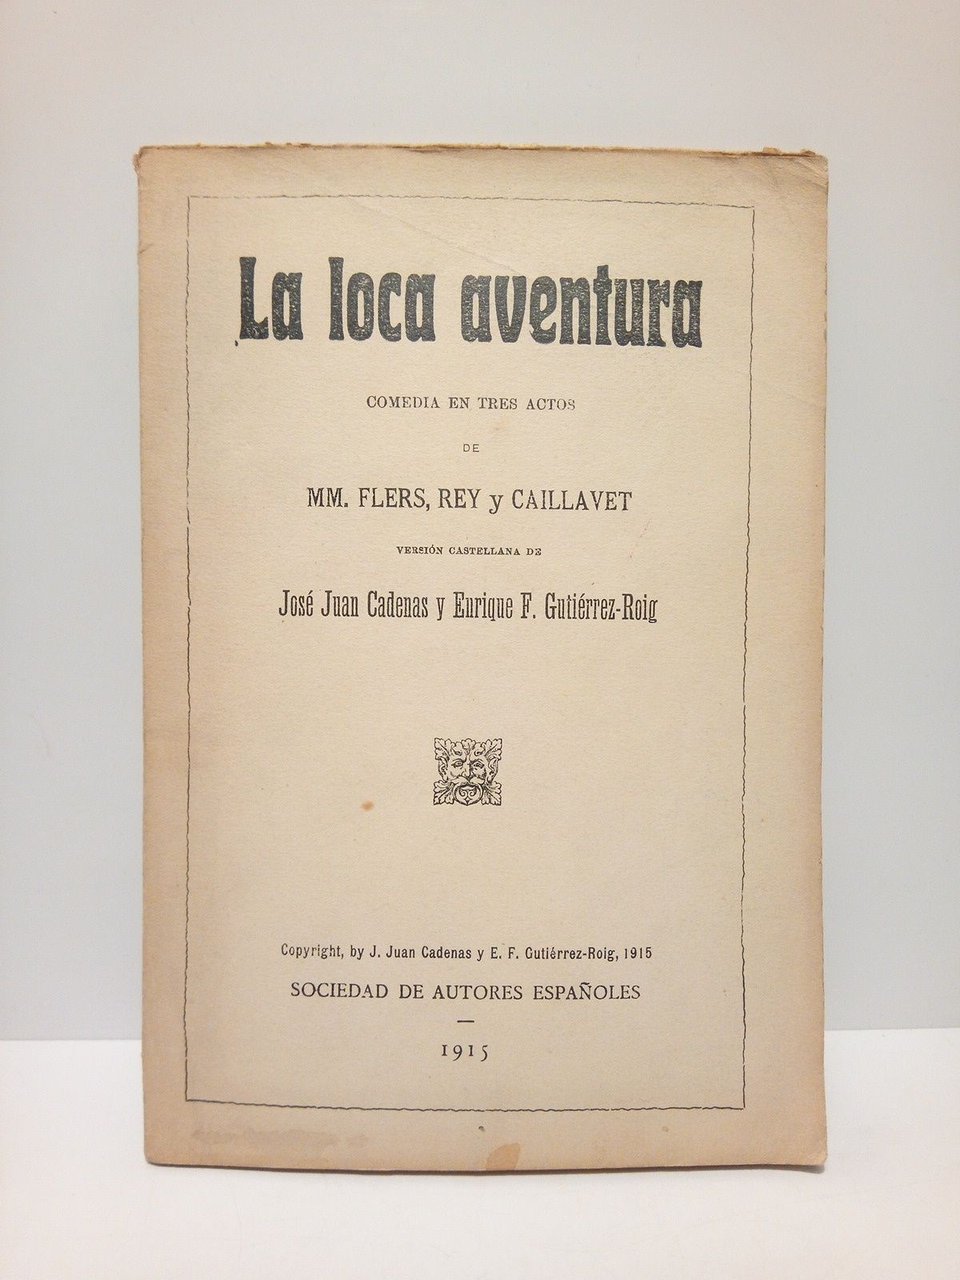 La loca aventura
COMEDIA EN TRES ACTOS
DE
MM. FLERS, REY y CAILLAVET
VERSIÓN CASTELLANA DE
José Juan Cadenas y Enrique F. Gutiérrez-Roig
Copyright, by J. Juan Cadenas y E. F. Gutiérrez-Roig, 1915
SOCIEDAD DE AUTORES ESPAÑOLES
—
1915